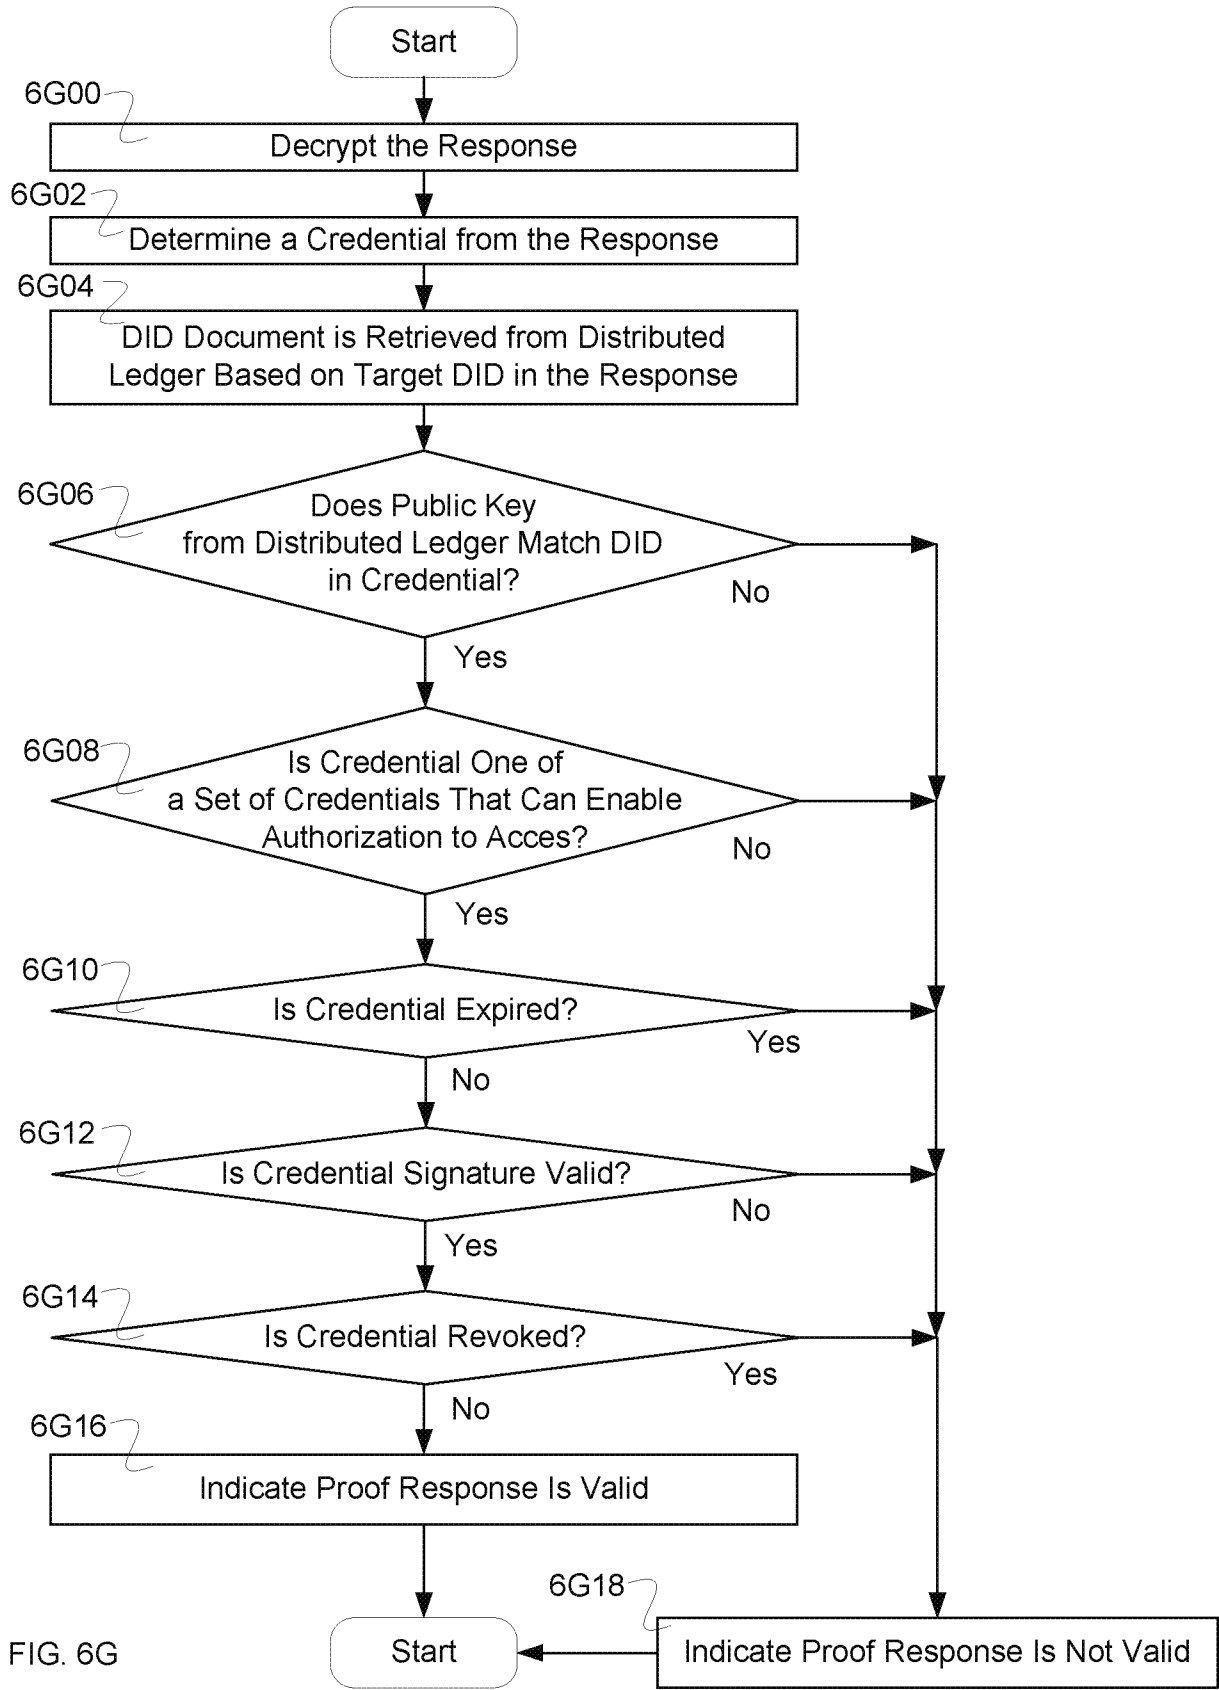 Start
6G00
Decrypt the Response
6G02
Determine a Credential from the Response
6G04
DID Document is Retrieved from Distributed
Ledger Based on Target DID in the Response
6G06
Does Public Key
from Distributed Ledger Match DID
in Credential?
No
Yes
6G08
Is Credential One of
a Set of Credentials That Can Enable
Authorization to Acces?
No
Yes
6G10
Is Credential Expired?
Yes
No
6G12
Is Credential Signature Valid?
No
Yes
6G14
Is Credential Revoked?
Yes
No
6G16
Indicate Proof Response Is Valid
6G18
Start
Indicate Proof Response Is Not Valid
FIG. 6G